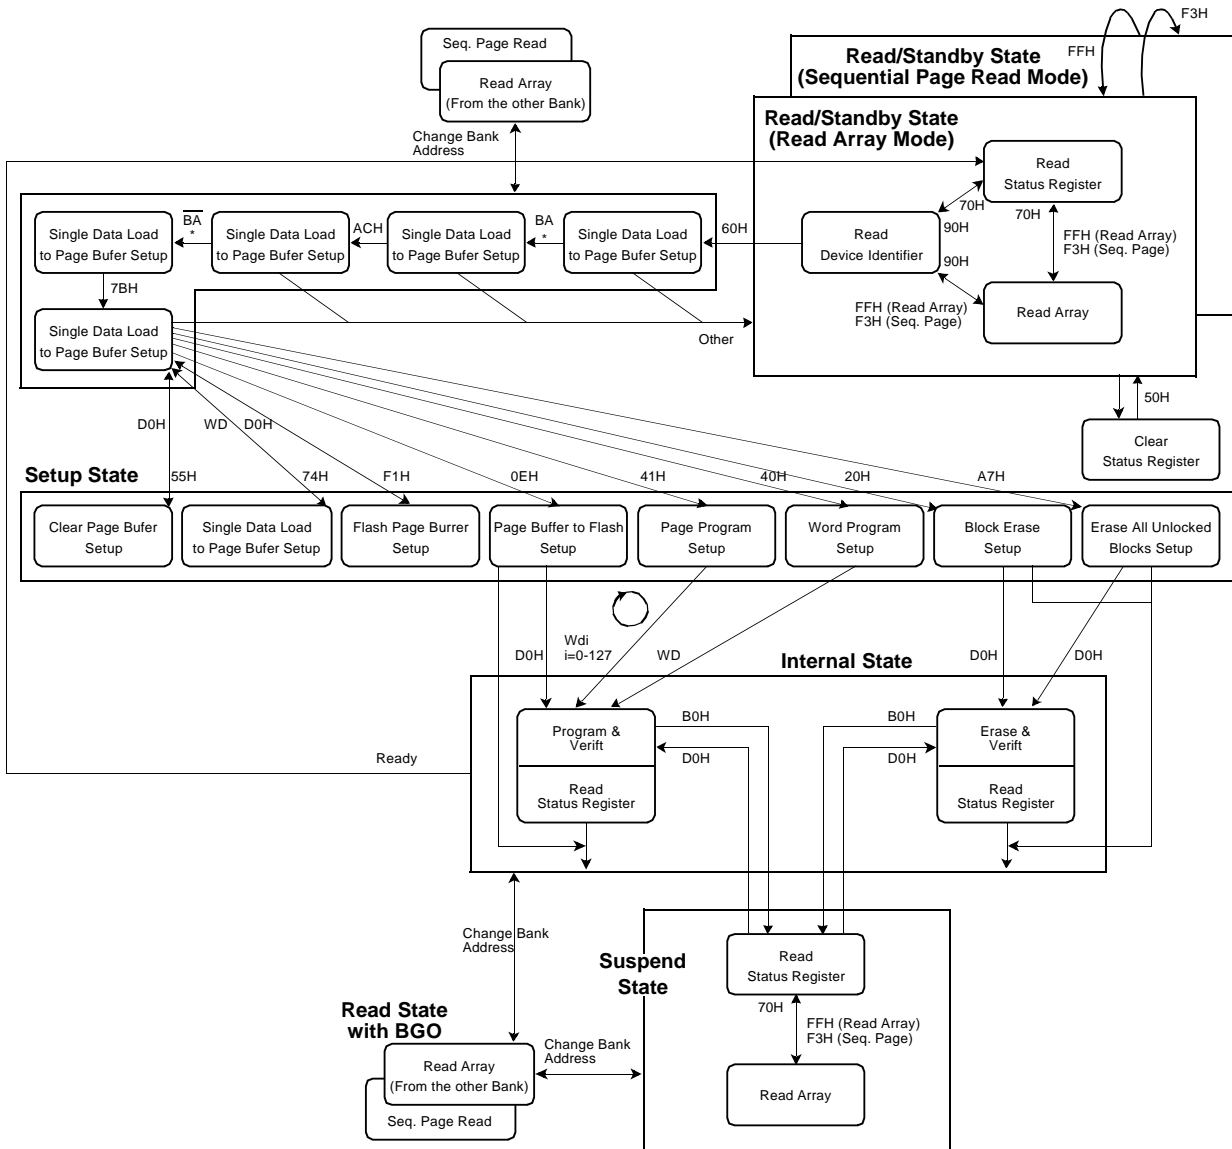 F3H
Seq. Page Read
Read Array
(From the other Bank)
Change Bank
Address
FFH
Read/Standby State
(Sequential Page Read Mode)
Read/Standby State
(Read Array Mode)
Read
Status Register
70H
90H
70H
FFH (Read Array)
F3H (Seq. Page)
Read
Device Identifier
90H
FFH (Read Array)
F3H (Seq. Page)
Read Array
60H
Single Data Load
to Page Bufer Setup
BA
*
Single Data Load
to Page Bufer Setup
ACH
Single Data Load
to Page Bufer Setup
BA
*
Single Data Load
to Page Bufer Setup
7BH
Single Data Load
to Page Bufer Setup
Other
50H
Clear
Status Register
D0H
WD
D0H
Setup State
55H
74H
F1H
0EH
41H
40H
20H
A7H
Clear Page Bufer
Setup
Single Data Load
to Page Bufer Setup
Flash Page Burrer
Setup
Page Buffer to Flash
Setup
Page Program
Setup
Word Program
Setup
Block Erase
Setup
Erase All Unlocked
Blocks Setup
D0H
Wdi
i=0-127
WD
Internal State
D0H
D0H
Program &
Verift
Read
Status Register
B0H
D0H
B0H
D0H
Erase &
Verift
Read
Status Register
Ready
Change Bank
Address
Suspend
State
Read
Status Register
70H
FFH (Read Array)
F3H (Seq. Page)
Read Array
Read State
with BGO
Change Bank
Address
Read Array
(From the other Bank)
Seq. Page Read